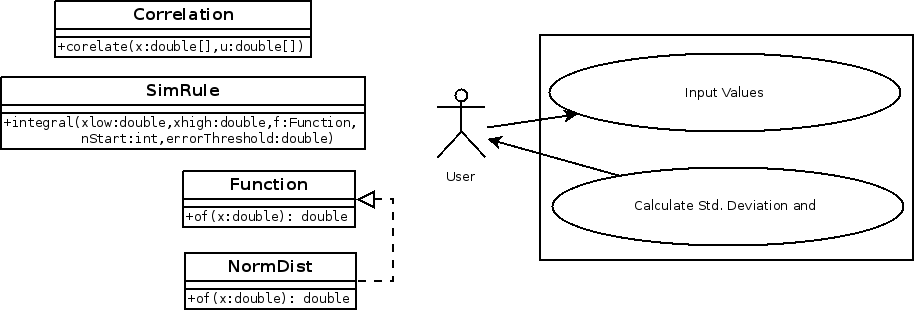 Correlation
+corelate(x:double[],u:double[])
SimRule
+integral(xlow:double,xhigh:double,f:Function,
nStart:int,errorThreshold:double)
Function
+of(x:double): double
NormDist
+of(x:double): double
User
Input Values
Calculate Std. Deviation and